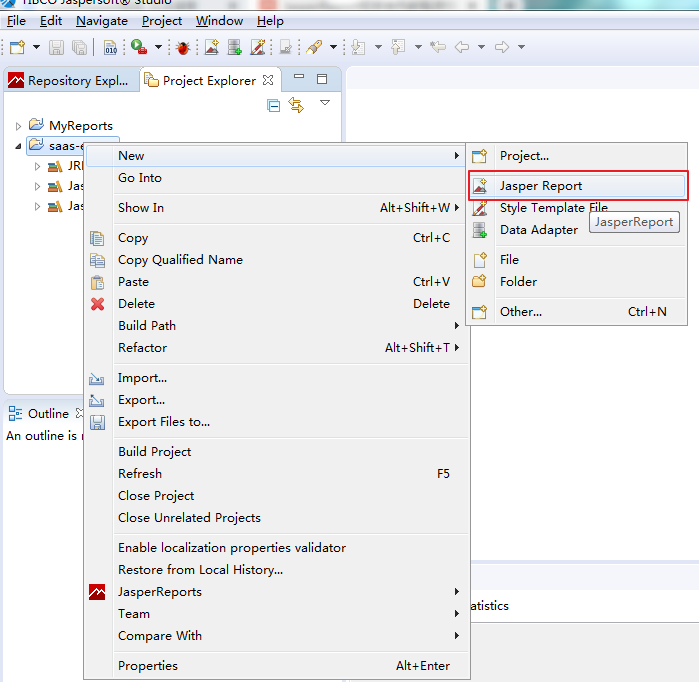 TIBCO Jaspersoft® Studio
File Edit Navigate Project Window Help
010
Repository Expl... Project Explorer
MyReports
saas-e
JRI
Jas
Jas
New
Go Into
Show In Alt+Shift+W
Copy Ctrl+C
Copy Qualified Name
Paste Ctrl+V
Delete Delete
Build Path
Refactor Alt+Shift+T
Import...
Export...
Export Files to...
Build Project
Refresh F5
Close Project
Close Unrelated Projects
Enable localization properties validator
Restore from Local History...
JasperReports
Team
Compare With
Properties Alt+Enter
Project...
Jasper Report
Style Template File
Data Adapter
JasperReport
File
Folder
Other... Ctrl+N
Outline
An outline is
atistics